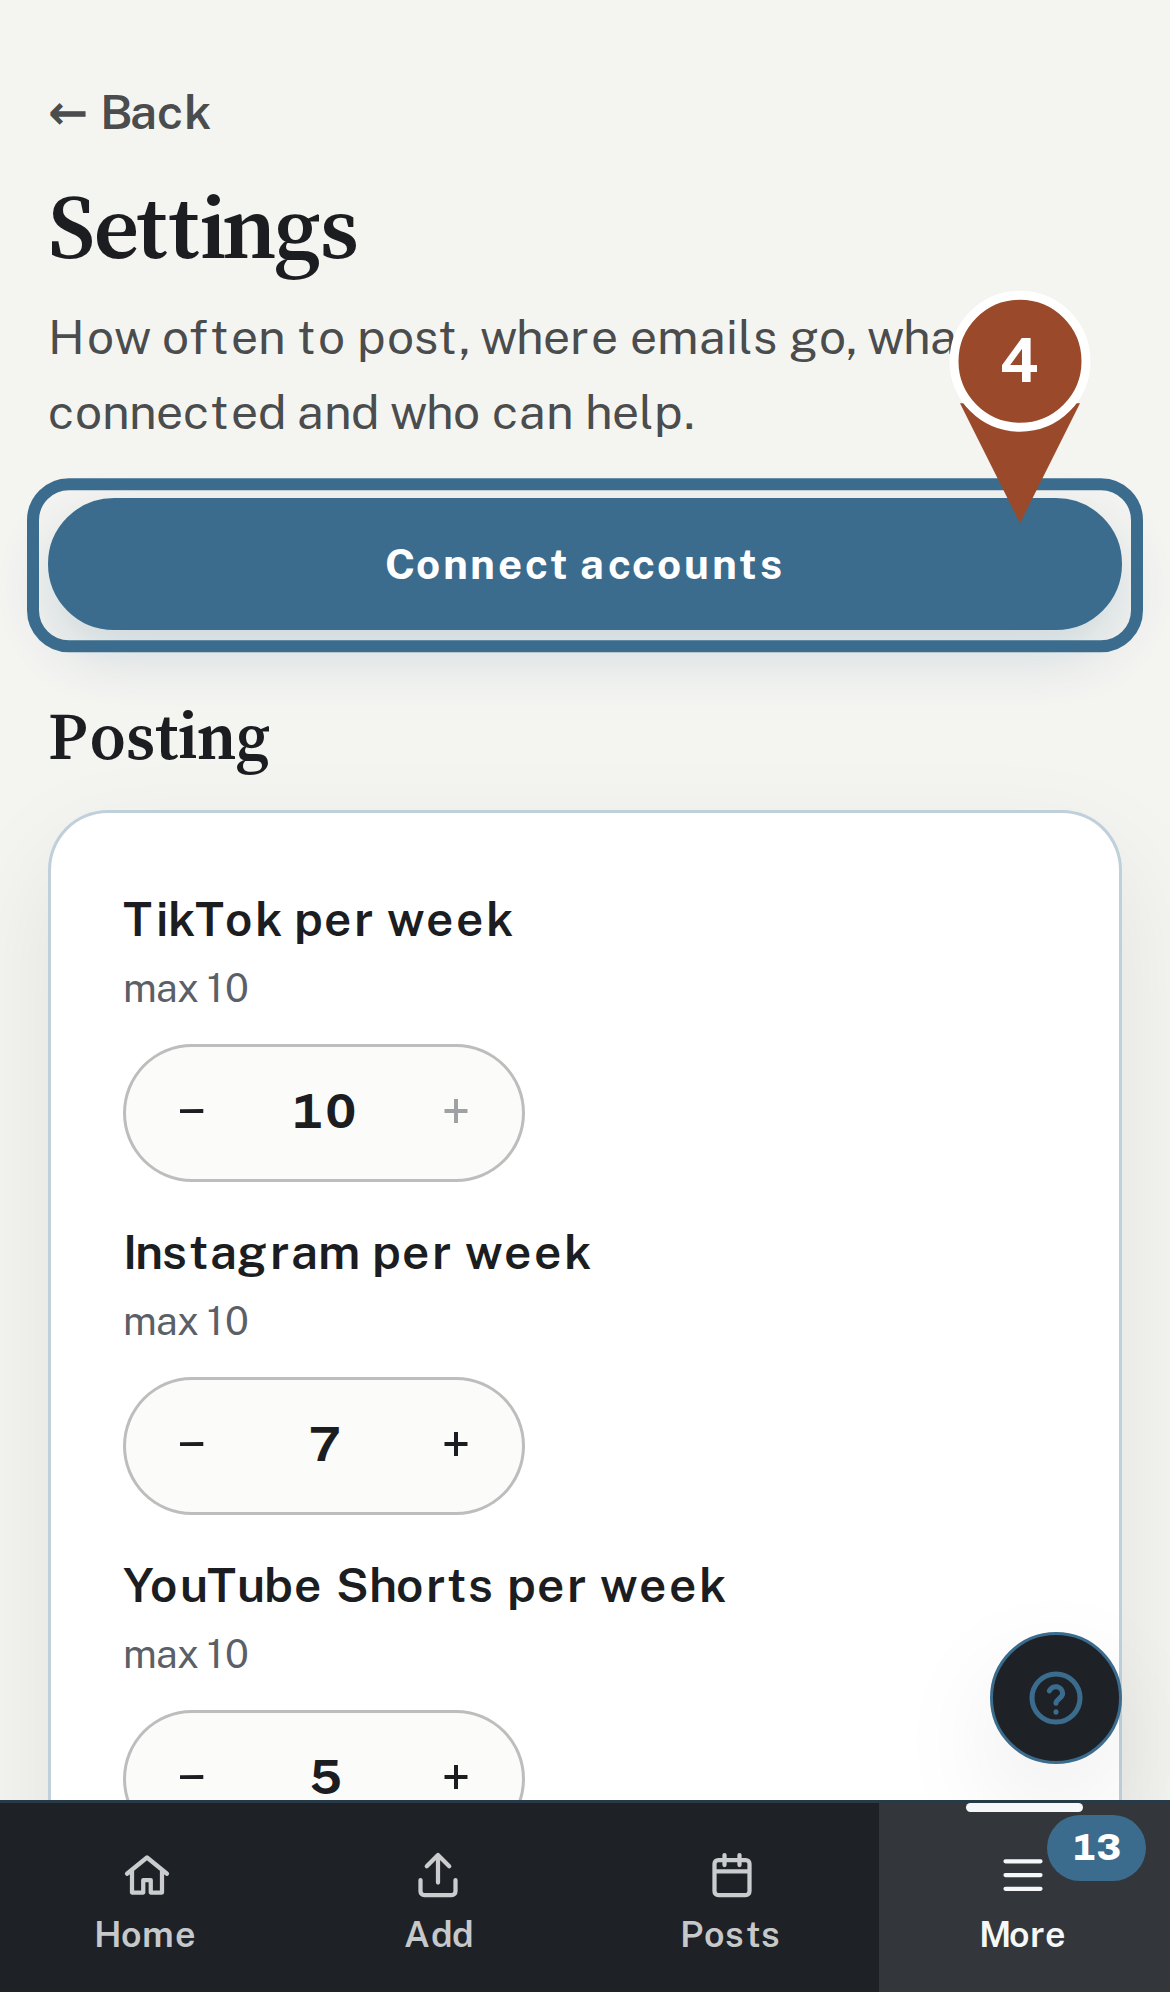 ← Back
Settings
How often to post, where emails go,
connected and who can help.
4
Connect accounts
Posting
TikTok per week
max 10
− 10 +
Instagram per week
max 10
− 7 +
YouTube Shorts per week
max 10
− 5 +
13
Home Add Posts More